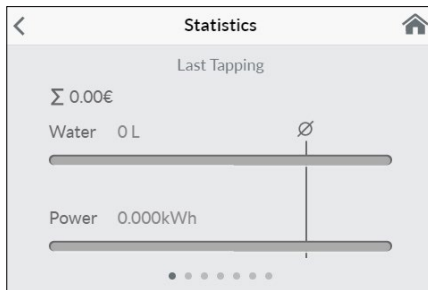 Statistics
Last Tapping
Σ 0.00€
Water 0 L Ø
Power 0.000kWh